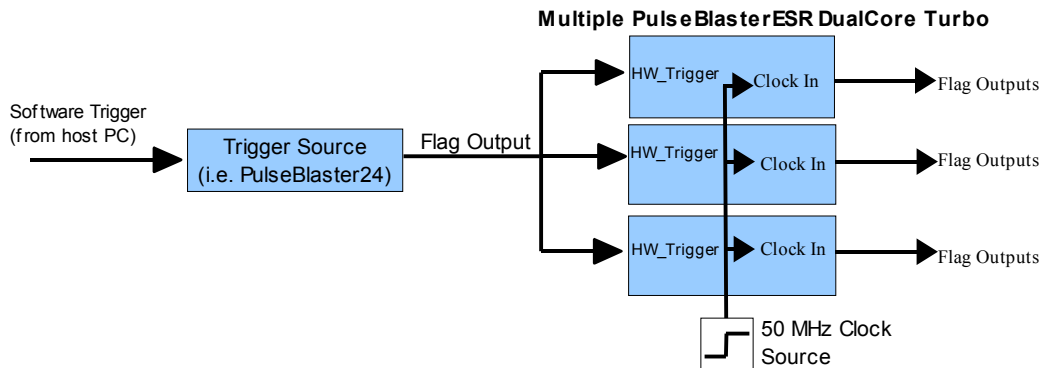 Multiple PulseBlasterESR DualCore Turbo
Software Trigger
(from host PC)
Trigger Source
(i.e. PulseBlaster24)
Flag Output
HW_Trigger
Clock In
Flag Outputs
HW_Trigger
Clock In
Flag Outputs
HW_Trigger
Clock In
Flag Outputs
50 MHz Clock
Source